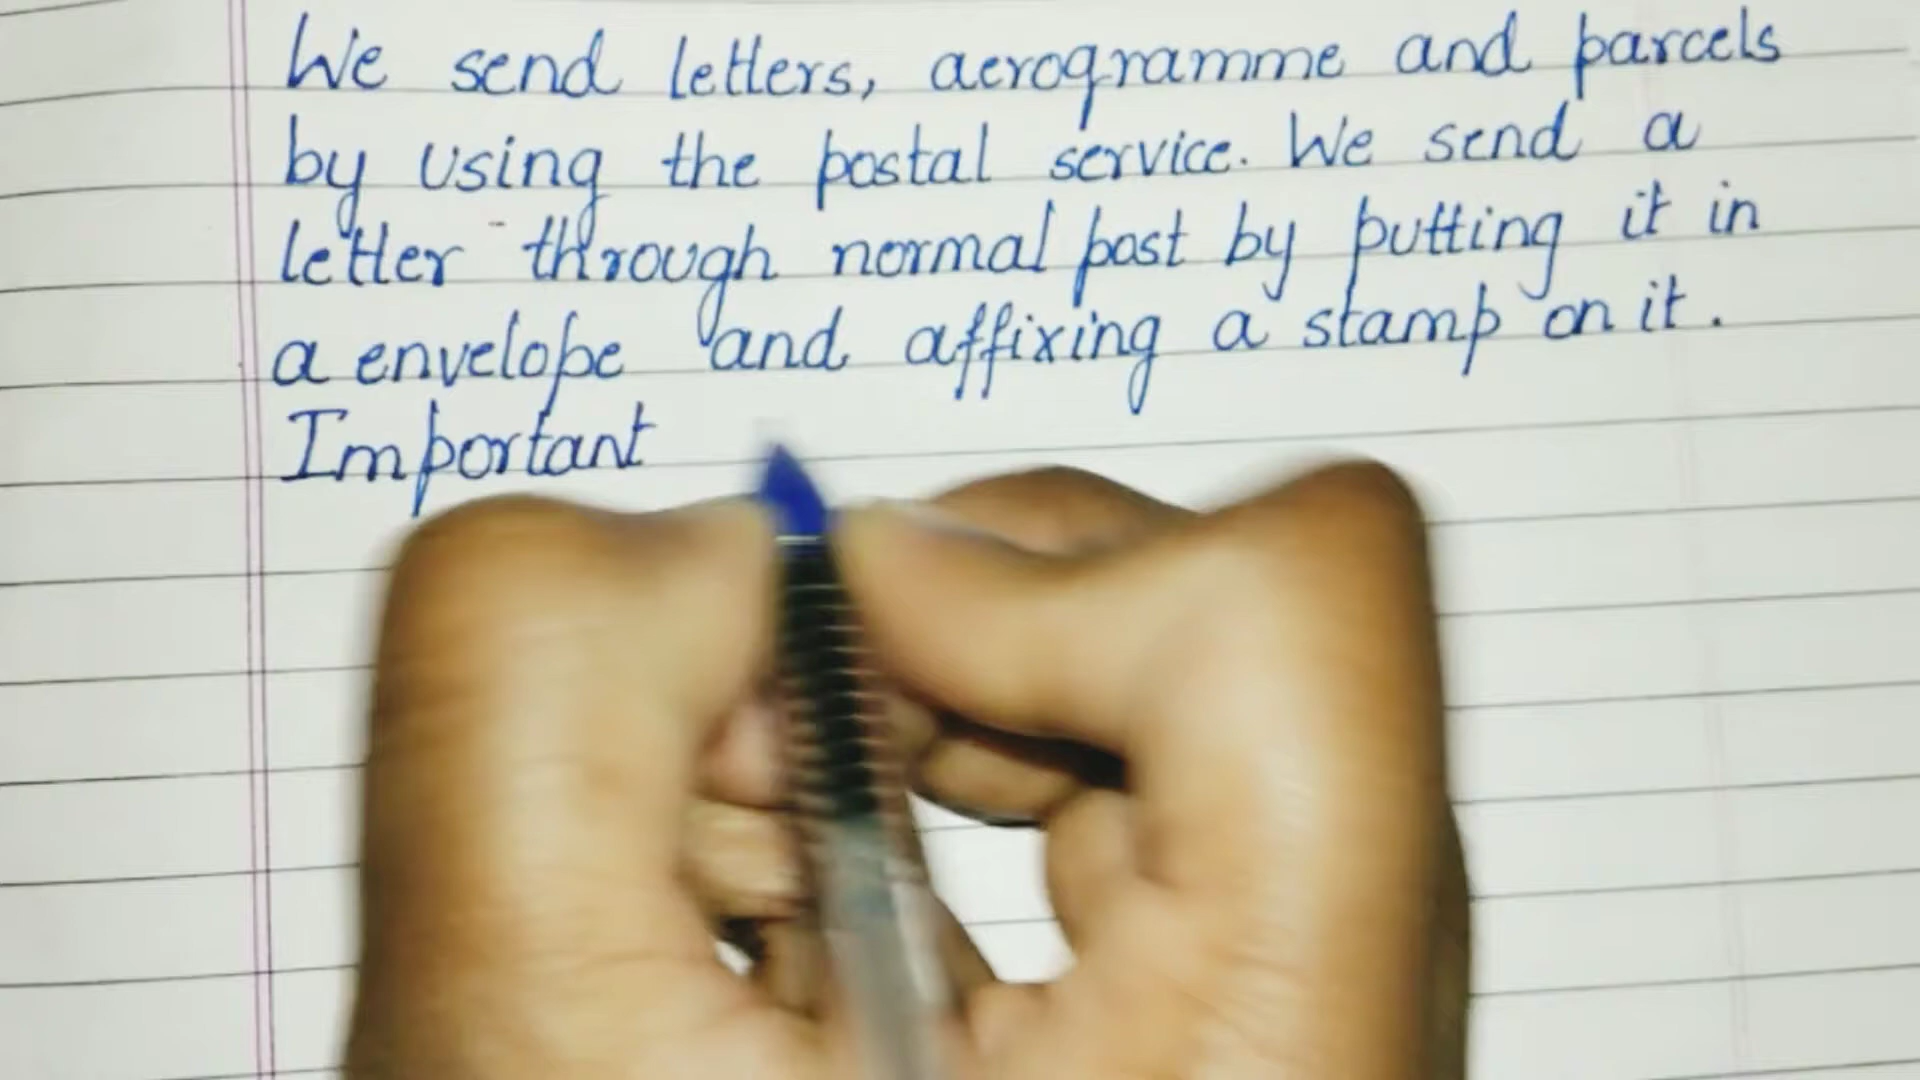 We send letters, aerogramme and parcels
by using the postal service. We send a
letter through normal post by putting it in
a envelope and affixing a stamp on it.
Important